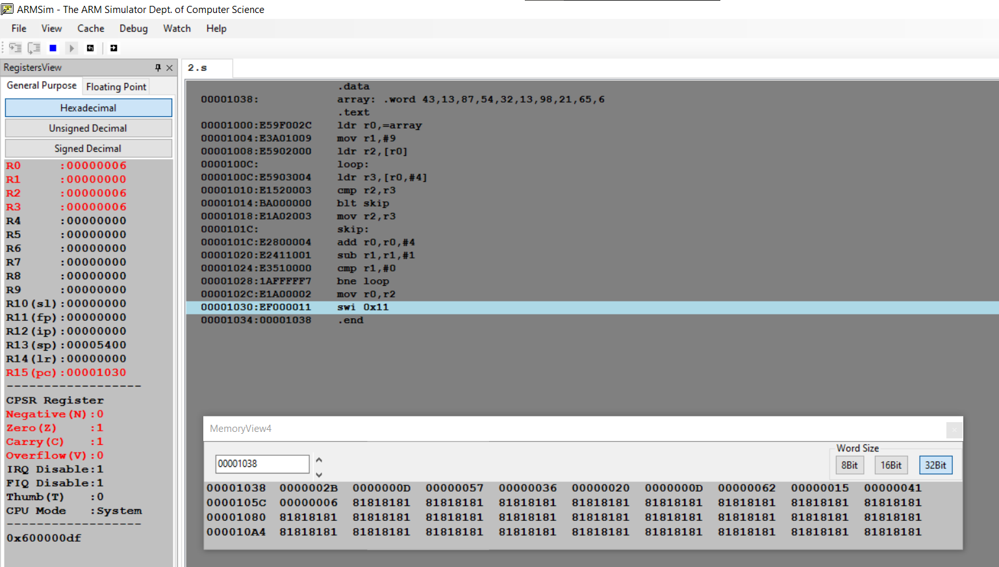 ARMSim - The ARM Simulator Dept. of Computer Science
File View Cache Debug Watch Help
RegistersView
General Purpose Floating Point
Hexadecimal
Unsigned Decimal
Signed Decimal
R0 :00000006
R1 :00000000
R2 :00000006
R3 :00000006
R4 :00000000
R5 :00000000
R6 :00000000
R7 :00000000
R8 :00000000
R9 :00000000
R10(sl):00000000
R11(fp):00000000
R12(ip):00000000
R13(sp):00005400
R14(lr):00000000
R15(pc):00001030
------------------
CPSR Register
Negative(N):0
Zero(Z) :1
Carry(C) :1
Overflow(V):0
IRQ Disable:1
FIQ Disable:1
Thumb(T) :0
CPU Mode :System
------------------
0x600000df
2.s
.data
00001038: array: .word 43,13,87,54,32,13,98,21,65,6
.text
00001000:E59F002C ldr r0,=array
00001004:E3A01009 mov r1,#9
00001008:E5902000 ldr r2,[r0]
0000100C: loop:
0000100C:E5903004 ldr r3,[r0,#4]
00001010:E1520003 cmp r2,r3
00001014:BA000000 blt skip
00001018:E1A02003 mov r2,r3
0000101C: skip:
0000101C:E2800004 add r0,r0,#4
00001020:E2411001 sub r1,r1,#1
00001024:E3510000 cmp r1,#0
00001028:1AFFFFF7 bne loop
0000102C:E1A00002 mov r0,r2
00001030:EF000011 swi 0x11
00001034:00001038 .end
MemoryView4
00001038
Word Size
8Bit 16Bit 32Bit
00001038 0000002B 0000000D 00000057 00000036 00000020 0000000D 00000062 00000015 00000041
0000105C 00000006 81818181 81818181 81818181 81818181 81818181 81818181 81818181 81818181
00001080 81818181 81818181 81818181 81818181 81818181 81818181 81818181 81818181 81818181
000010A4 81818181 81818181 81818181 81818181 81818181 81818181 81818181 81818181 81818181